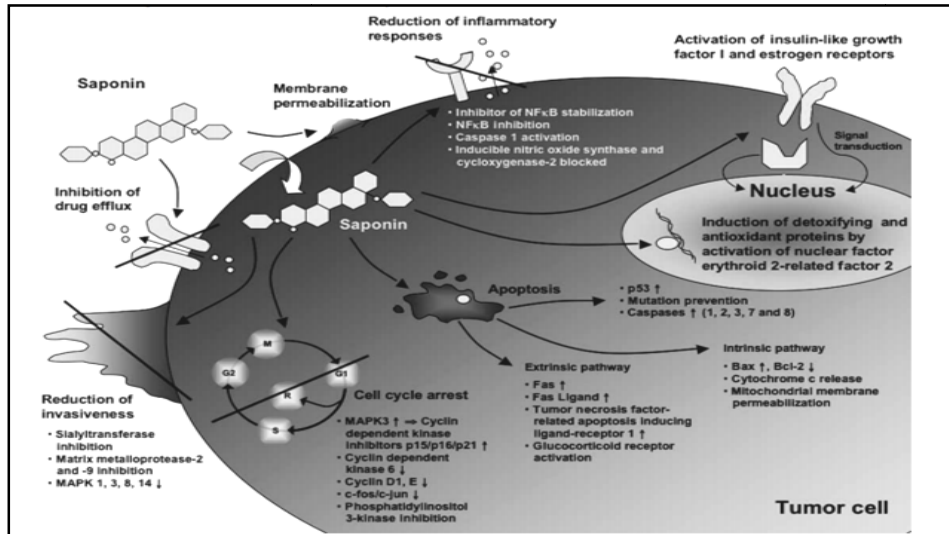 Reduction of inflammatory
responses
Activation of insulin-like growth
factor I and estrogen receptors
Saponin
Membrane
permeabilization
• Inhibitor of NFκB stabilization
• NFκB inhibition
• Caspase 1 activation
• Inducible nitric oxide synthase and
cycloxygenase-2 blocked
Signal
transduction
Inhibition of
drug efflux
Saponin
Nucleus
Induction of detoxifying and
antioxidant proteins by
activation of nuclear factor
erythroid 2-related factor 2
Apoptosis
• p53 ↑
• Mutation prevention
• Caspases ↑ (1, 2, 3, 7 and 8)
M
G2
G1
R
S
Cell cycle arrest
• MAPK3 ↑ ⇒ Cyclin
dependent kinase
inhibitors p15/p16/p21 ↑
• Cyclin dependent
kinase 6 ↓
• Cyclin D1, E ↓
• c-fos/c-jun ↓
• Phosphatidylinositol
3-kinase inhibition
Extrinsic pathway
• Fas ↑
• Fas Ligand ↑
• Tumor necrosis factor-
related apoptosis inducing
ligand-receptor 1 ↑
• Glucocorticoid receptor
activation
Intrinsic pathway
• Bax ↑, Bcl-2 ↓
• Cytochrome c release
• Mitochondrial membrane
permeabilization
Reduction of
invasiveness
• Sialyltransferase
inhibition
• Matrix metalloprotease-2
and -9 inhibition
• MAPK 1, 3, 8, 14 ↓
Tumor cell